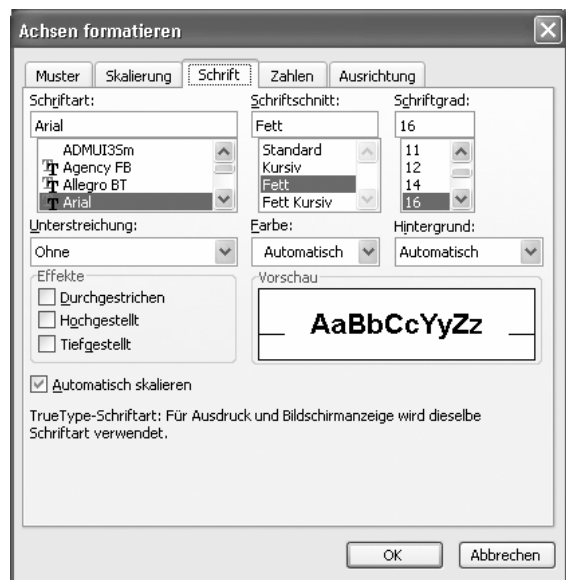 Achsen formatieren
Muster Skalierung Schrift Zahlen Ausrichtung
Schriftart: Schriftschnitt: Schriftgrad:
Arial Fett 16
ADMUI3Sm Standard 11
Agency FB Kursiv 12
Allegro BT Fett 14
Arial Fett Kursiv 16
Unterstreichung: Farbe: Hintergrund:
Ohne Automatisch Automatisch
Effekte Vorschau
Durchgestrichen
Hochgestellt
Tiefgestellt
AaBbCcYyZz
Automatisch skalieren
TrueType-Schriftart: Für Ausdruck und Bildschirmanzeige wird dieselbe
Schriftart verwendet.
OK Abbrechen